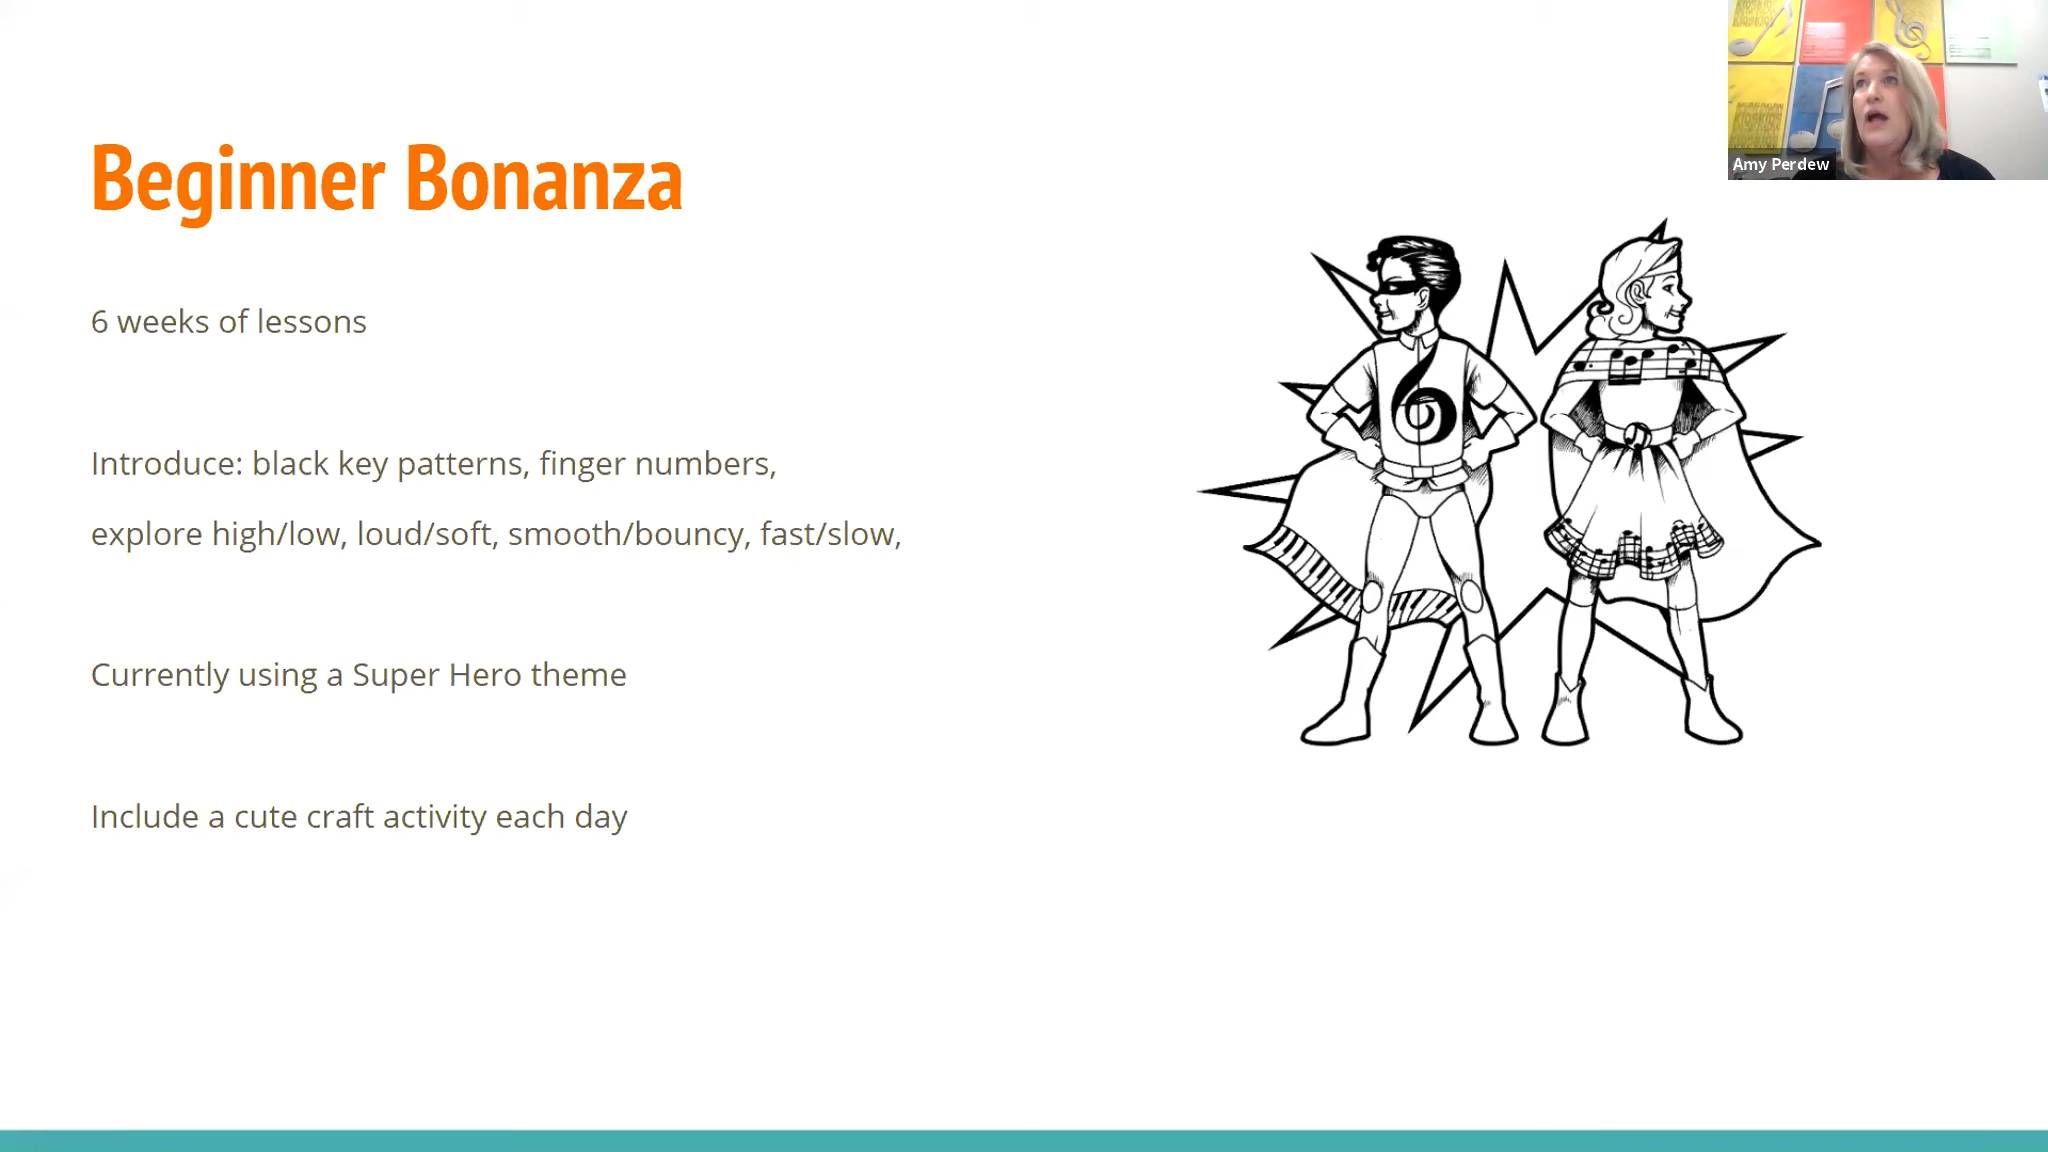 Beginner Bonanza
6 weeks of lessons
Introduce: black key patterns, finger numbers,
explore high/low, loud/soft, smooth/bouncy, fast/slow,
Currently using a Super Hero theme
Include a cute craft activity each day
Amy Perdew